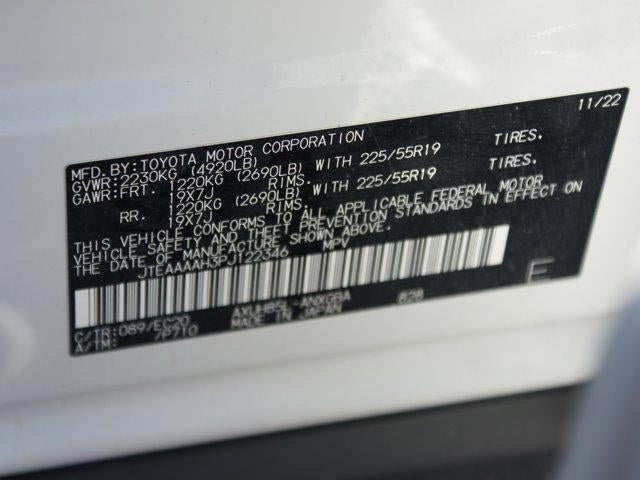 11/22
MFD.BY:TOYOTA MOTOR CORPORATION
GVWR:2230KG (4920LB)
GAWR:FRT. 1220KG (2690LB) WITH 225/55R19 TIRES.
19X7J RIMS.
RR. 1220KG (2690LB) WITH 225/55R19 TIRES.
19X7J RIMS.
THIS VEHICLE CONFORMS TO ALL APPLICABLE FEDERAL MOTOR
VEHICLE SAFETY AND THEFT PREVENTION STANDARDS IN EFFECT ON
THE DATE OF MANUFACTURE SHOWN ABOVE.
JTEAAAAH3PJ122346 MPV
C/TR:089/EC20 AXUH85L-ANXGBA 828
A/TM: /P710 MADE IN JAPAN
E